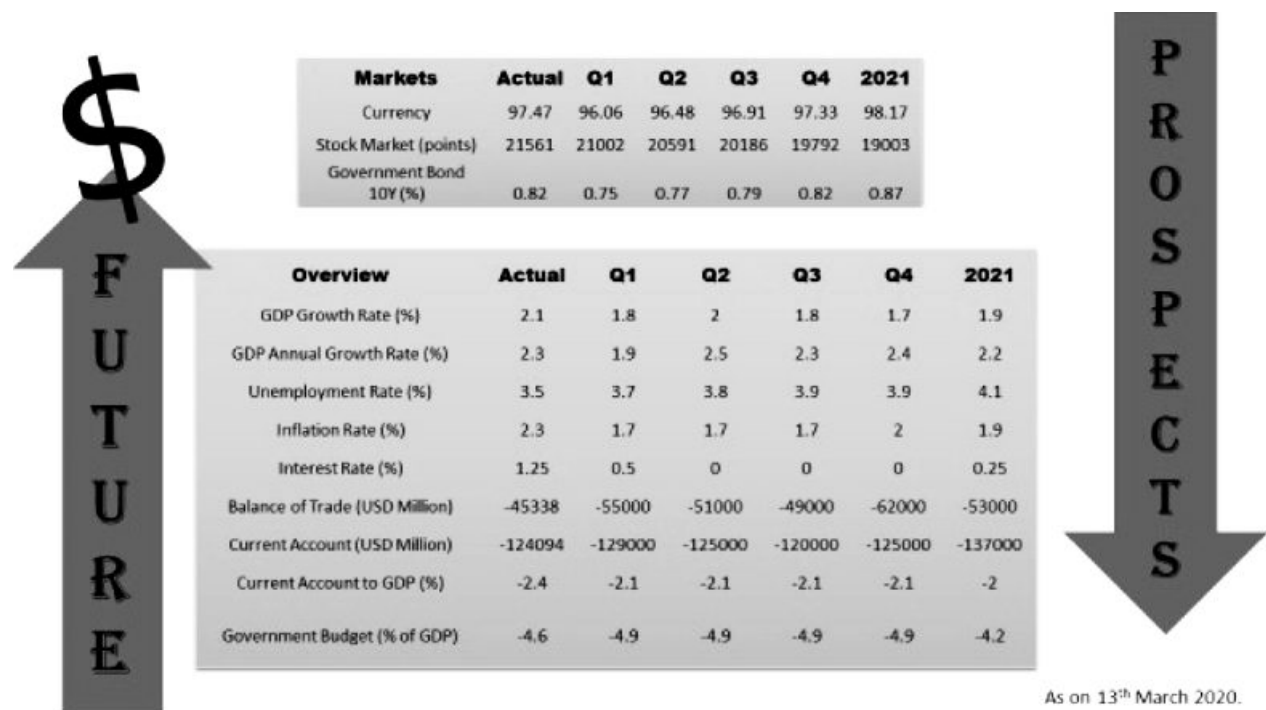 $
FUTURE
Markets Actual Q1 Q2 Q3 Q4 2021
Currency 97.47 96.06 96.48 96.91 97.33 98.17
Stock Market (points) 21561 21002 20591 20186 19792 19003
Government Bond
10Y (%) 0.82 0.75 0.77 0.79 0.82 0.87
Overview Actual Q1 Q2 Q3 Q4 2021
GDP Growth Rate (%) 2.1 1.8 2 1.8 1.7 1.9
GDP Annual Growth Rate (%) 2.3 1.9 2.5 2.3 2.4 2.2
Unemployment Rate (%) 3.5 3.7 3.8 3.9 3.9 4.1
Inflation Rate (%) 2.3 1.7 1.7 1.7 2 1.9
Interest Rate (%) 1.25 0.5 0 0 0 0.25
Balance of Trade (USD Million) -45338 -55000 -51000 -49000 -62000 -53000
Current Account (USD Million) -124094 -129000 -125000 -120000 -125000 -137000
Current Account to GDP (%) -2.4 -2.1 -2.1 -2.1 -2.1 -2
Government Budget (% of GDP) -4.6 -4.9 -4.9 -4.9 -4.9 -4.2
PROSPECTS
As on 13th March 2020.